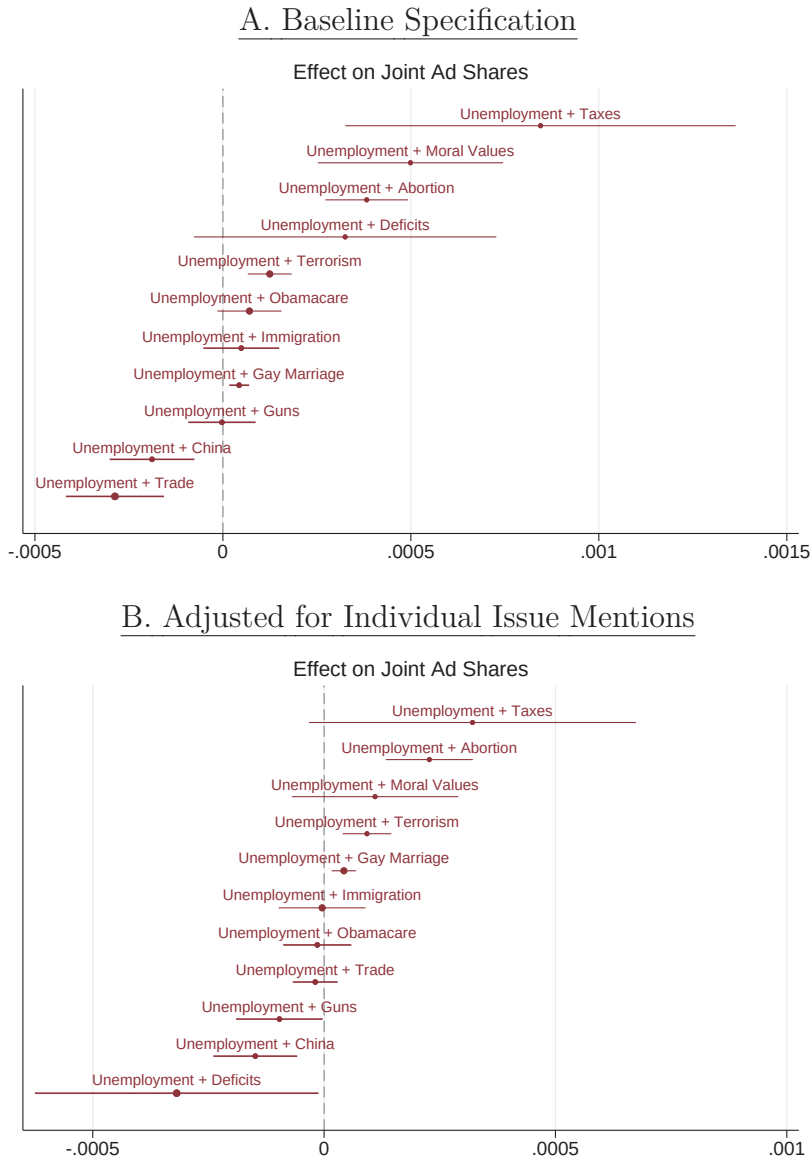 A. Baseline Specification
Effect on Joint Ad Shares
Unemployment + Taxes
Unemployment + Moral Values
Unemployment + Abortion
Unemployment + Deficits
Unemployment + Terrorism
Unemployment + Obamacare
Unemployment + Immigration
Unemployment + Gay Marriage
Unemployment + Guns
Unemployment + China
Unemployment + Trade
-.0005 0 .0005 .001 .0015
B. Adjusted for Individual Issue Mentions
Effect on Joint Ad Shares
Unemployment + Taxes
Unemployment + Abortion
Unemployment + Moral Values
Unemployment + Terrorism
Unemployment + Gay Marriage
Unemployment + Immigration
Unemployment + Obamacare
Unemployment + Trade
Unemployment + Guns
Unemployment + China
Unemployment + Deficits
-.0005 0 .0005 .001